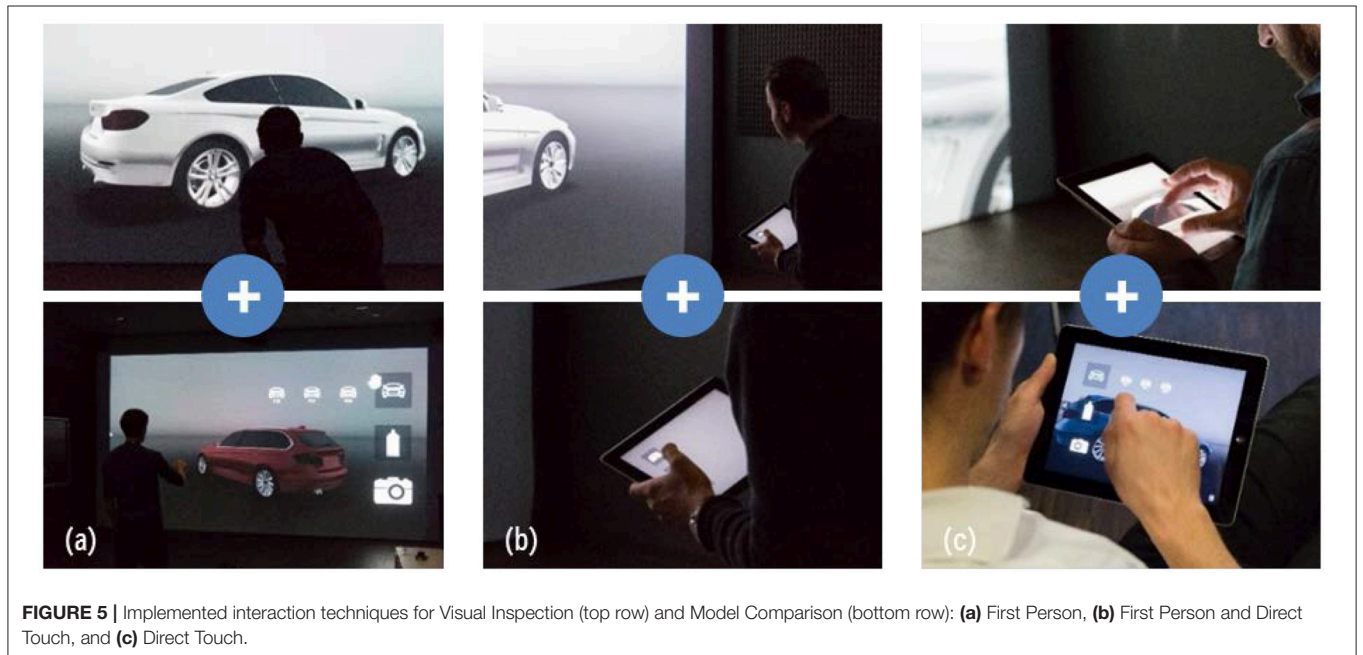 (a)
(b)
(c)
FIGURE 5 | Implemented interaction techniques for Visual Inspection (top row) and Model Comparison (bottom row): (a) First Person, (b) First Person and Direct
Touch, and (c) Direct Touch.